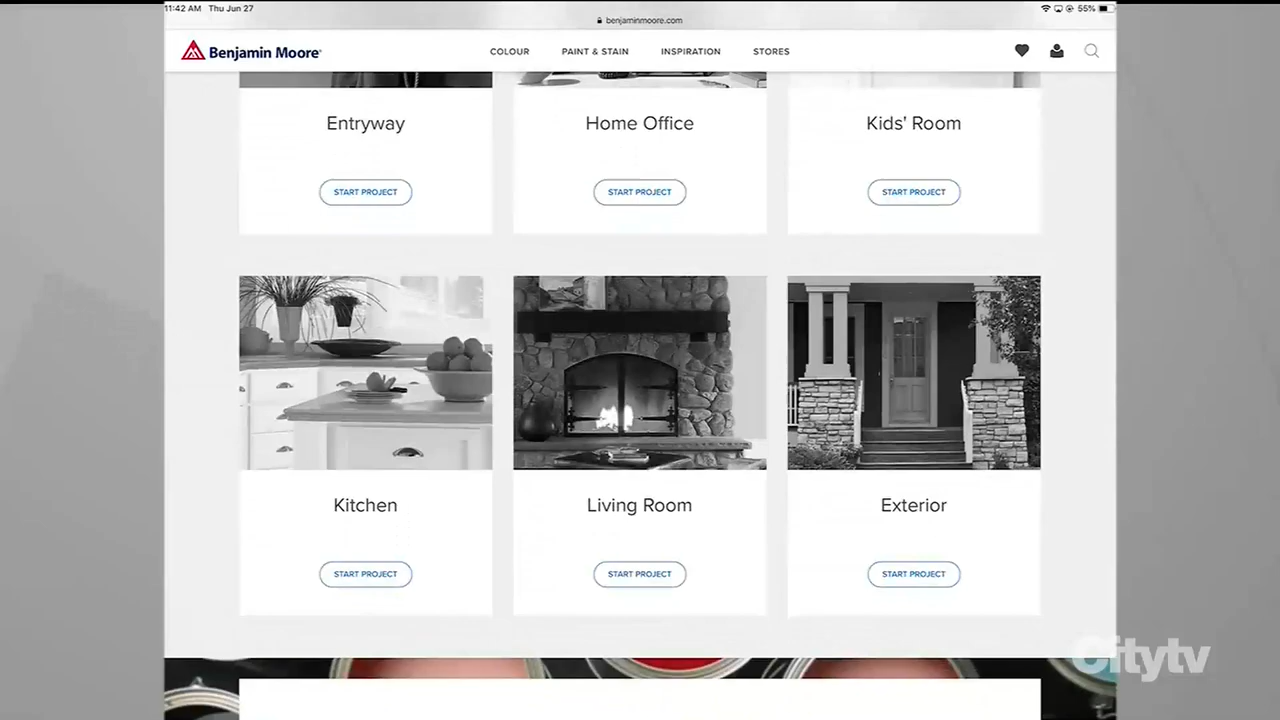 11:42 AM Thu Jun 27
benjaminmoore.com
55%
Benjamin Moore
COLOUR PAINT & STAIN INSPIRATION STORES
Entryway Home Office Kids' Room
START PROJECT START PROJECT START PROJECT
Kitchen Living Room Exterior
START PROJECT START PROJECT START PROJECT
Citytv